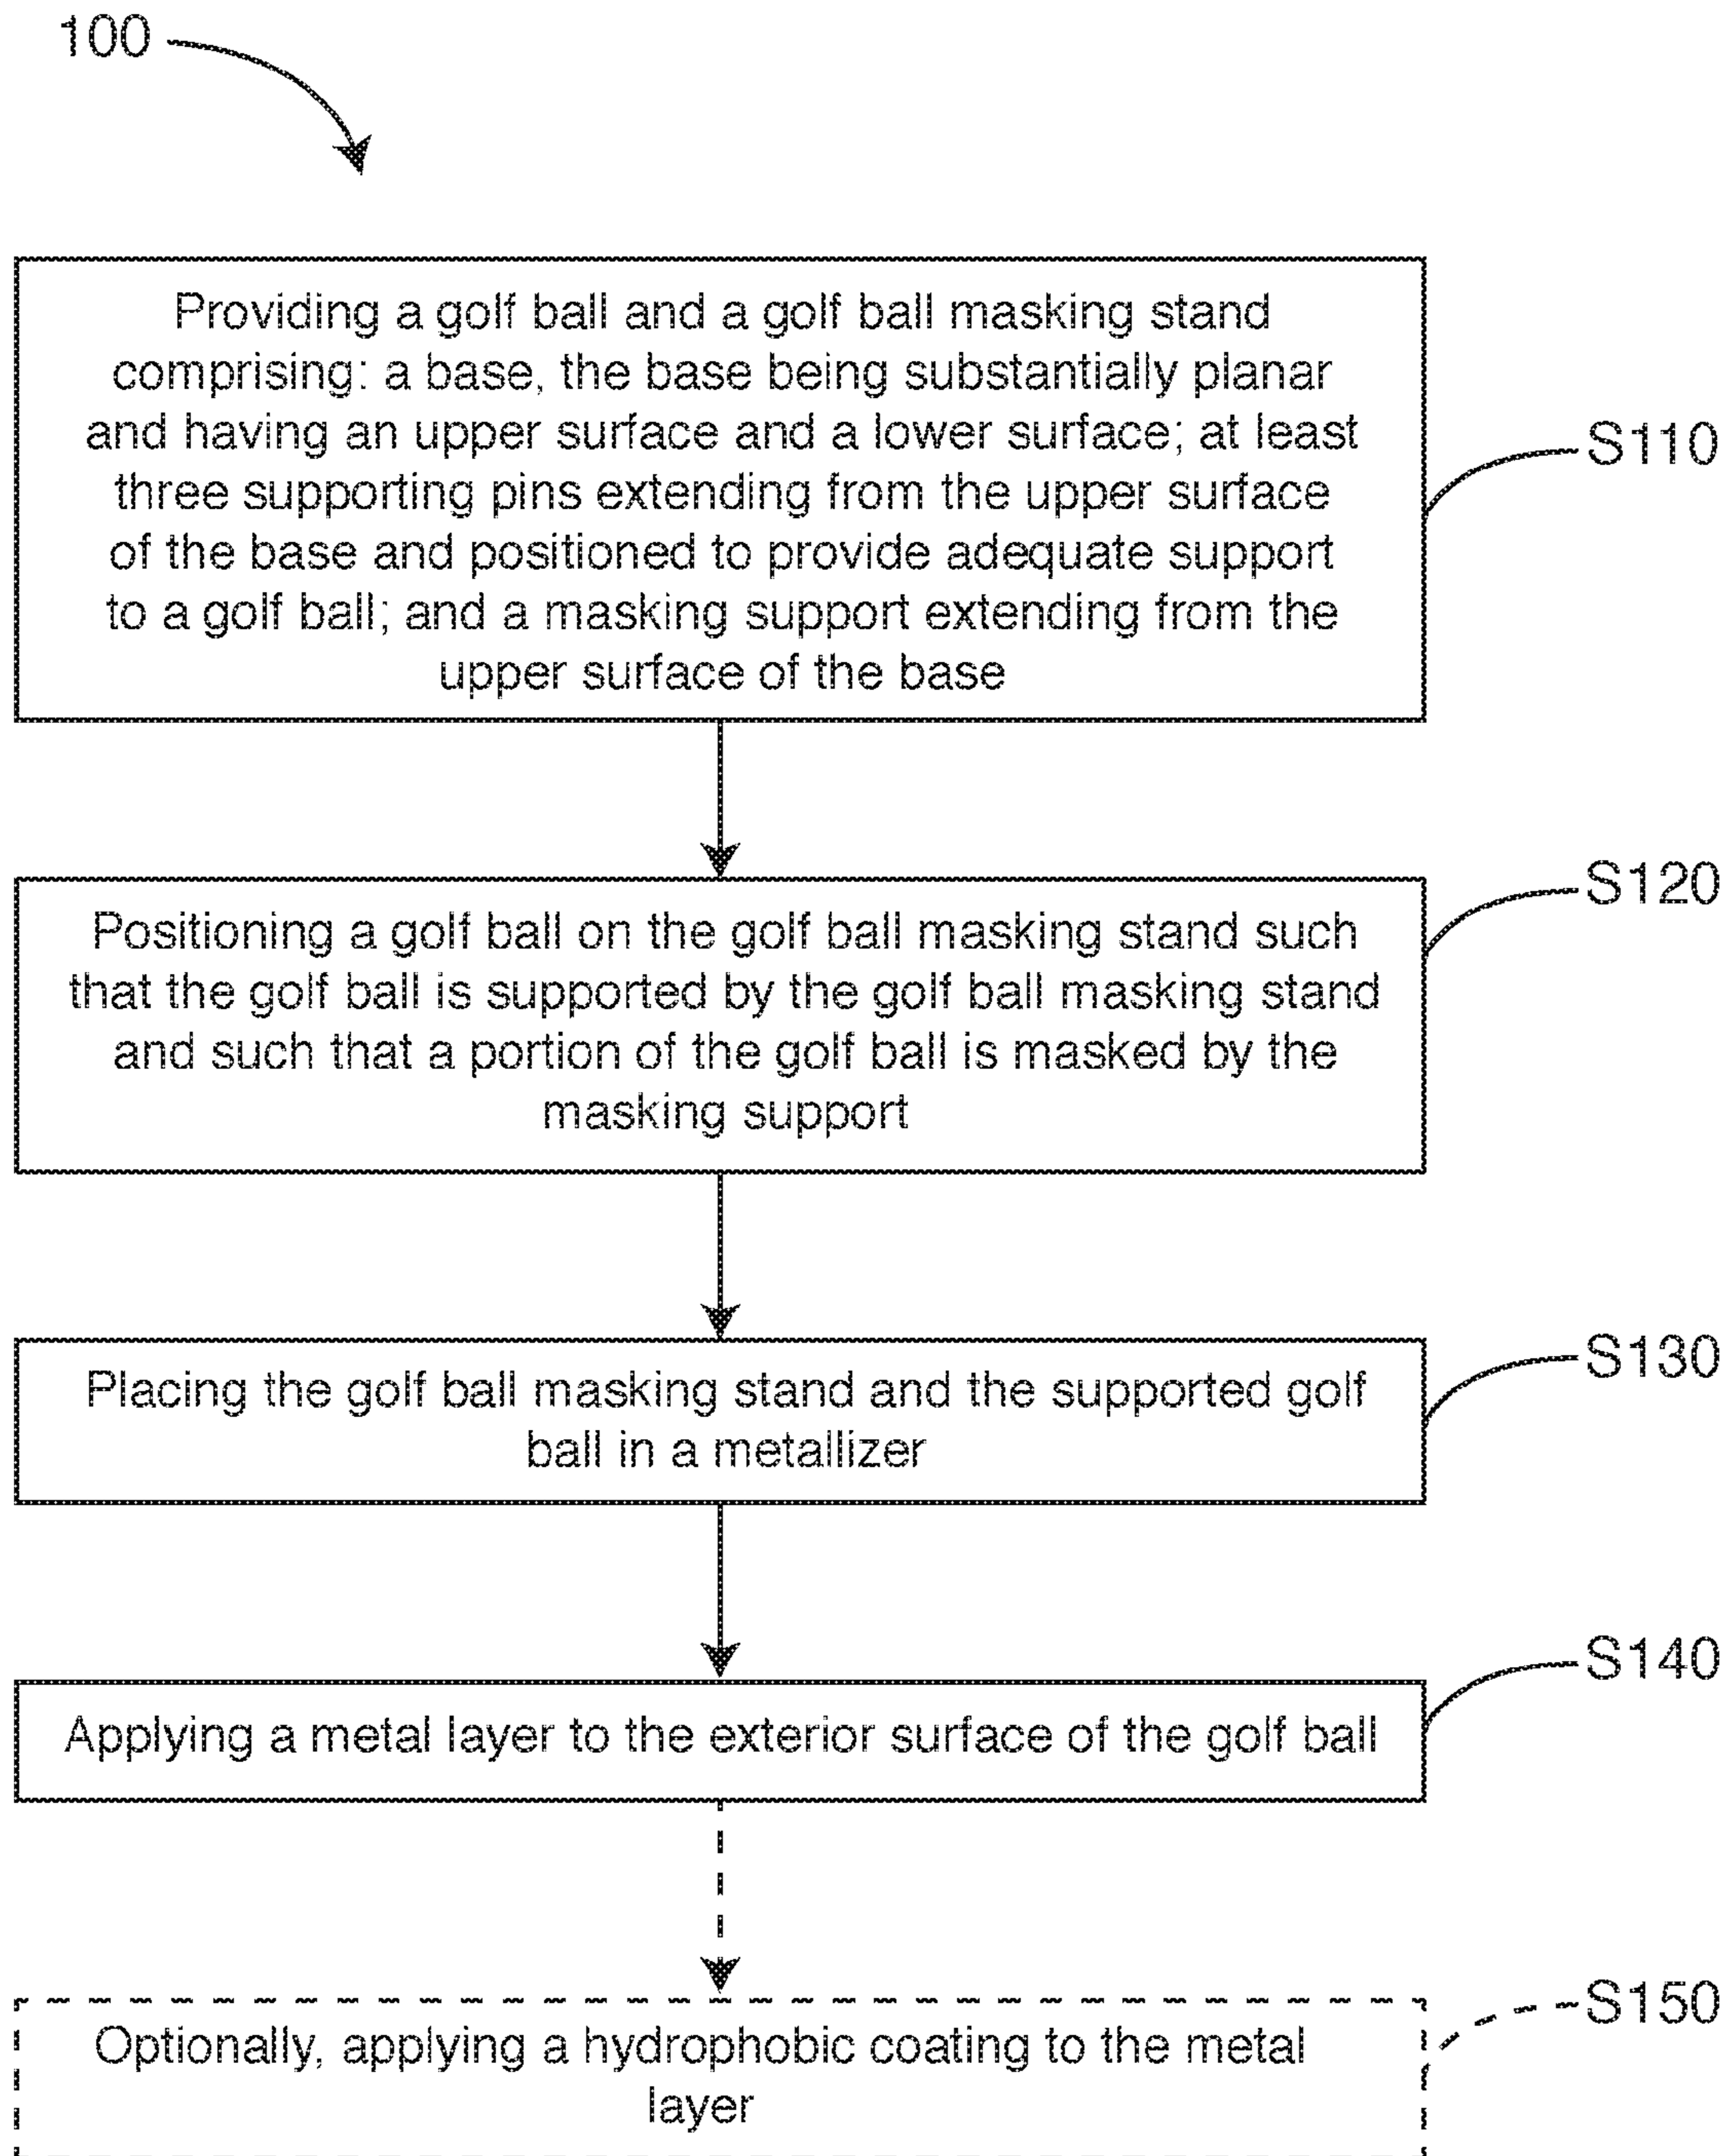 100
Providing a golf ball and a golf ball masking stand
comprising: a base, the base being substantially planar
and having an upper surface and a lower surface; at least
three supporting pins extending from the upper surface
of the base and positioned to provide adequate support
to a golf ball; and a masking support extending from the
upper surface of the base
S110
Positioning a golf ball on the golf ball masking stand such
that the golf ball is supported by the golf ball masking stand
and such that a portion of the golf ball is masked by the
masking support
S120
Placing the golf ball masking stand and the supported golf
ball in a metallizer
S130
Applying a metal layer to the exterior surface of the golf ball
S140
Optionally, applying a hydrophobic coating to the metal
layer
S150